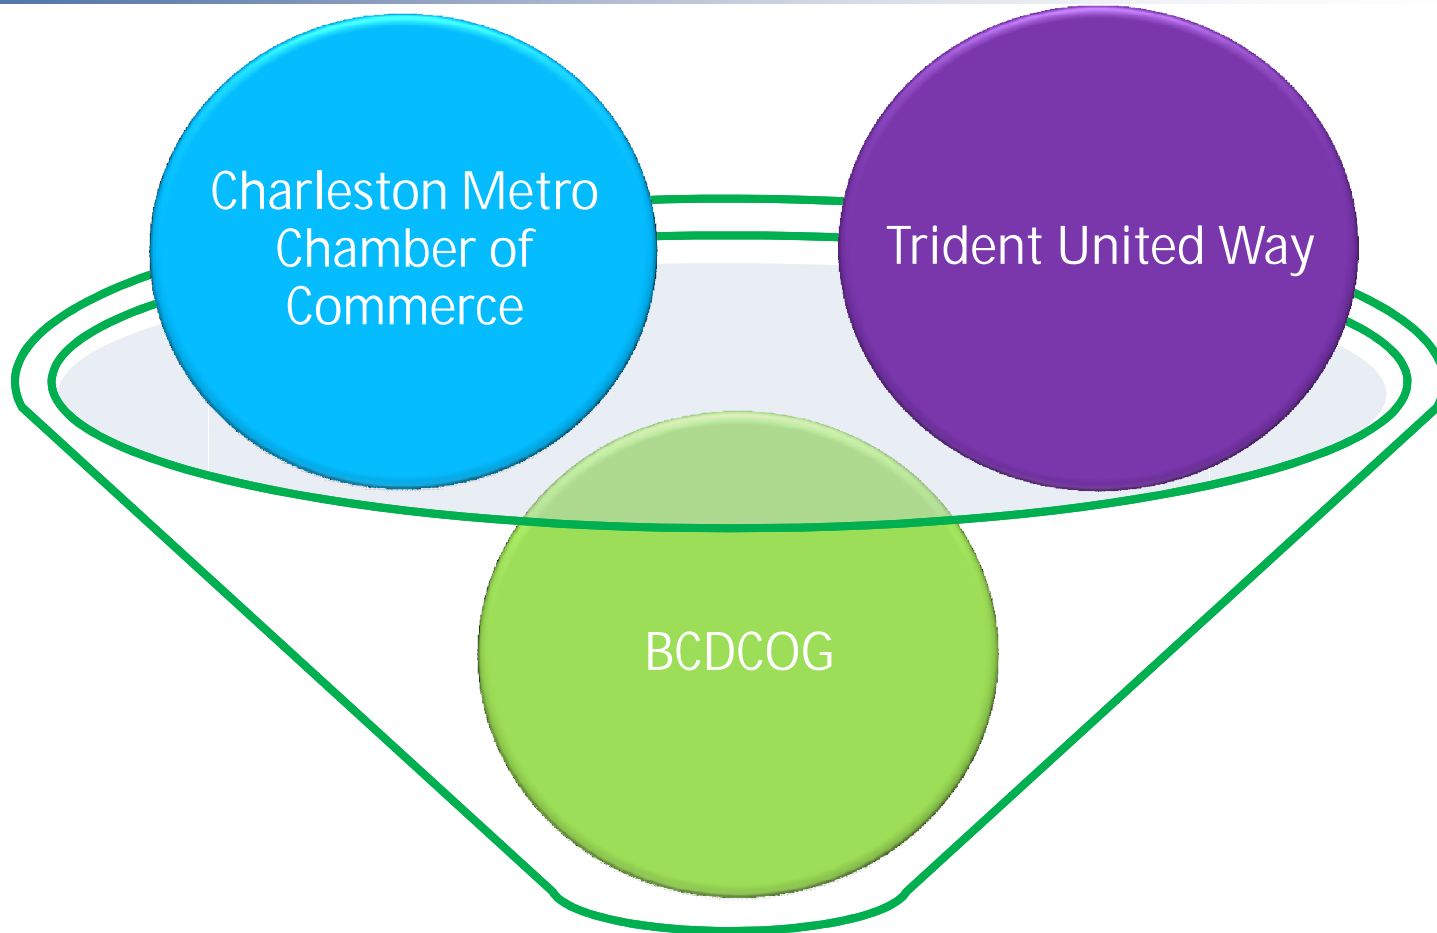 Charleston Metro
Chamber of
Commerce
Trident United Way
BCDCOG